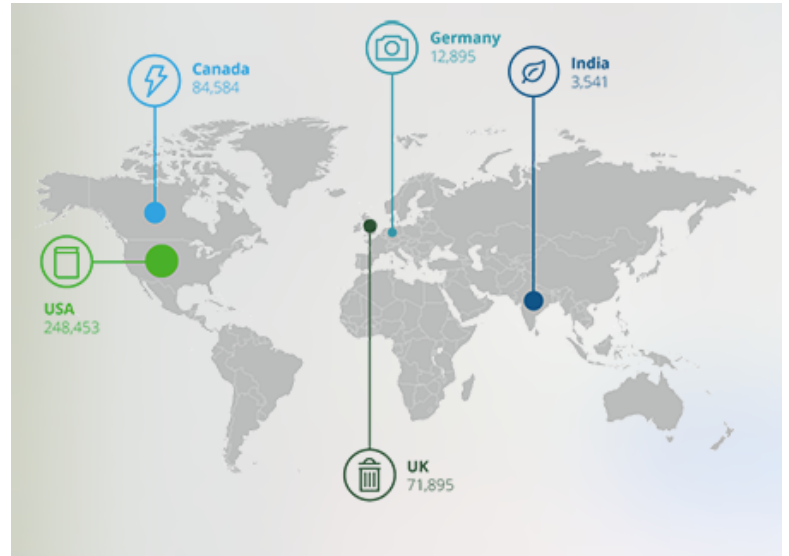 Germany
12,895
India
3,541
Canada
84,584
USA
248,453
UK
71,895